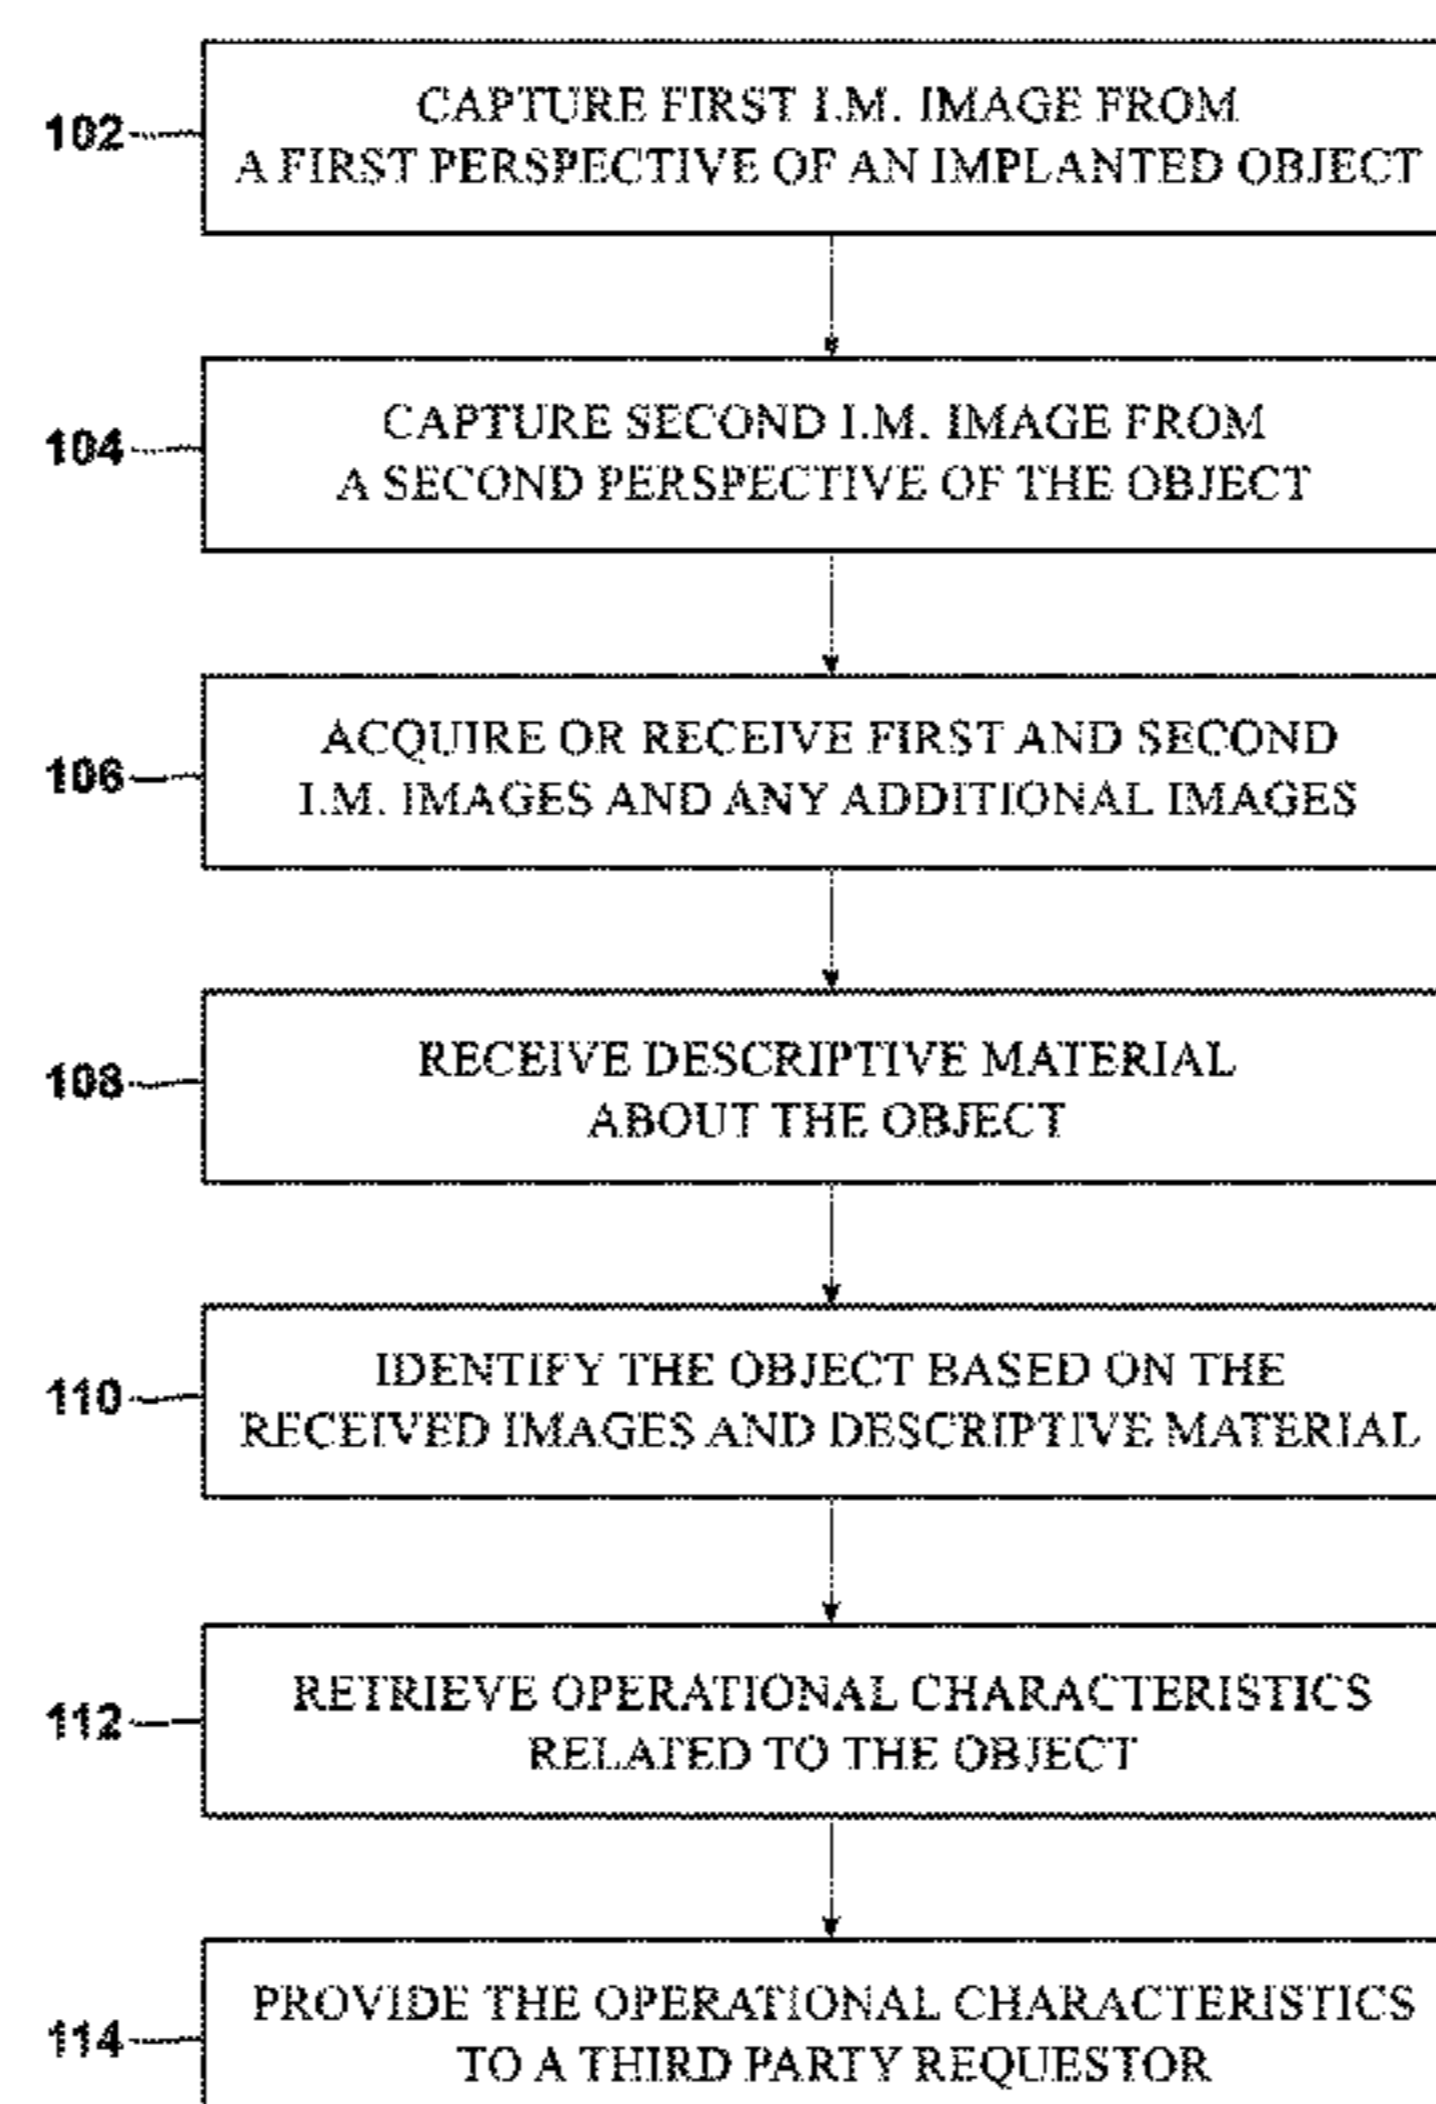 102
CAPTURE FIRST I.M. IMAGE FROM
A FIRST PERSPECTIVE OF AN IMPLANTED OBJECT
104
CAPTURE SECOND I.M. IMAGE FROM
A SECOND PERSPECTIVE OF THE OBJECT
106
ACQUIRE OR RECEIVE FIRST AND SECOND
I.M. IMAGES AND ANY ADDITIONAL IMAGES
108
RECEIVE DESCRIPTIVE MATERIAL
ABOUT THE OBJECT
110
IDENTIFY THE OBJECT BASED ON THE
RECEIVED IMAGES AND DESCRIPTIVE MATERIAL
112
RETRIEVE OPERATIONAL CHARACTERISTICS
RELATED TO THE OBJECT
114
PROVIDE THE OPERATIONAL CHARACTERISTICS
TO A THIRD PARTY REQUESTOR